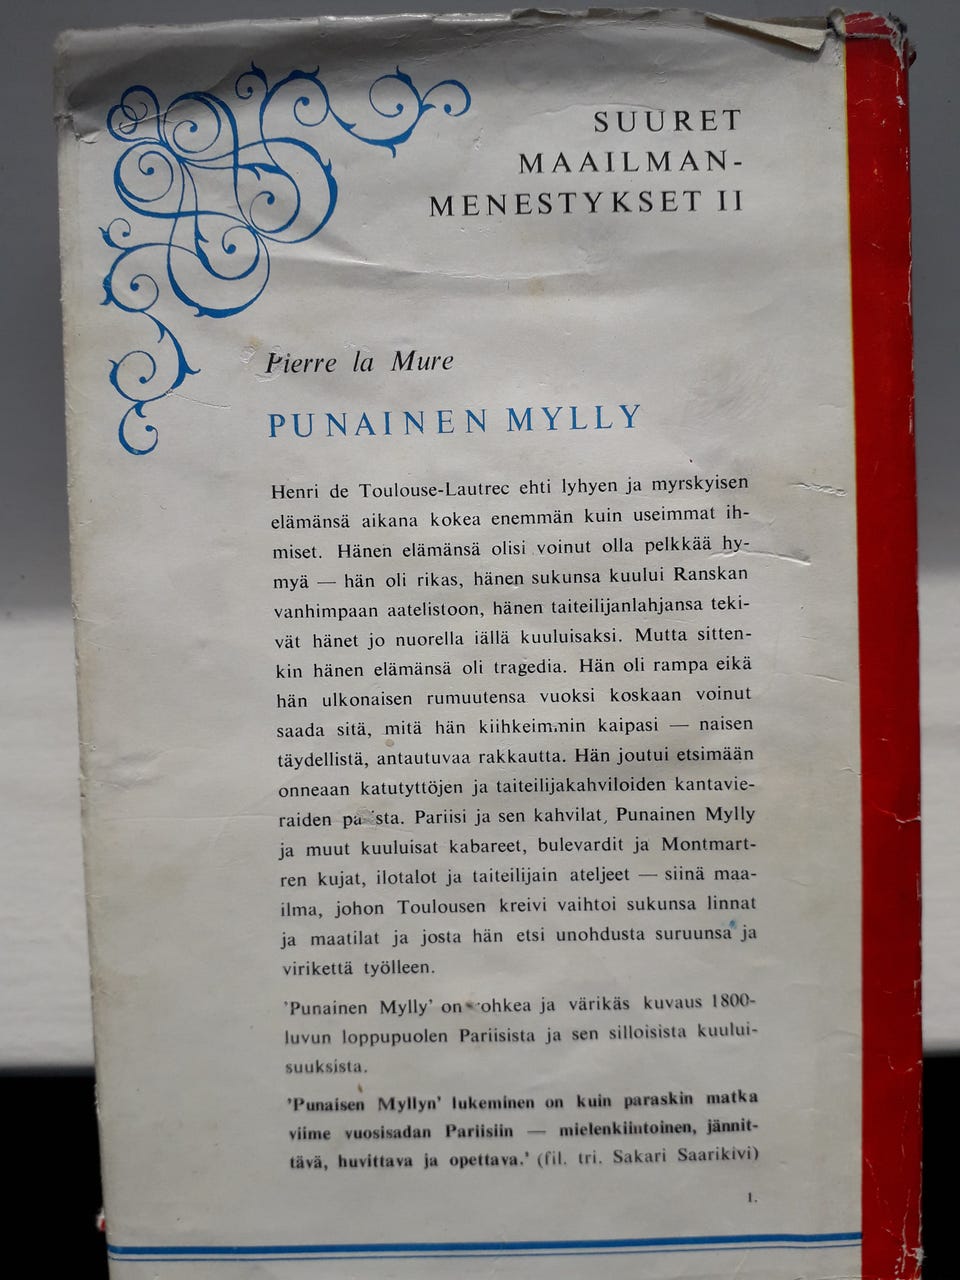 SUURET
MAAILMAN-
MENESTYKSET II
Pierre la Mure
PUNAINEN MYLLY
Henri de Toulouse-Lautrec ehti lyhyen ja myrskyisen
elämänsä aikana kokea enemmän kuin useimmat ih-
miset. Hänen elämänsä olisi voinut olla pelkkää hy-
myä — hän oli rikas, hänen sukunsa kuului Ranskan
vanhimpaan aatelistoon, hänen taiteilijanlahjansa teki-
vät hänet jo nuorella iällä kuuluisaksi. Mutta sitten-
kin hänen elämänsä oli tragedia. Hän oli rampa eikä
hän ulkonaisen rumuutensa vuoksi koskaan voinut
saada sitä, mitä hän kiihkeimmin kaipasi — naisen
täydellistä, antautuvaa rakkautta. Hän joutui etsimään
onneaan katutyttöjen ja taiteilijakahviloiden kantavie-
raiden Pariisi ja sen kahvilat, Punainen Mylly
ja muut kuuluisat kabareet, bulevardit ja Montmart-
ren kujat, ilotalot ja taiteilijain ateljeet — siinä maa-
ilma, johon Toulousen kreivi vaihtoi sukunsa linnat
ja maatilat ja josta hän etsi unohdusta suruunsa ja
virikettä työlleen.
'Punainen Mylly' on ja värikäs kuvaus 1800-
luvun loppupuolen Pariisista ja sen silloisista kuului-
suuksista.
'Punaisen Myllyn' lukeminen on kuin paraskin matka
viime vuosisadan Pariisiin — mielenkiintoinen, jännit-
tävä, huvittava ja opettava.' (fil. tri. Sakari Saarikivi)
1.